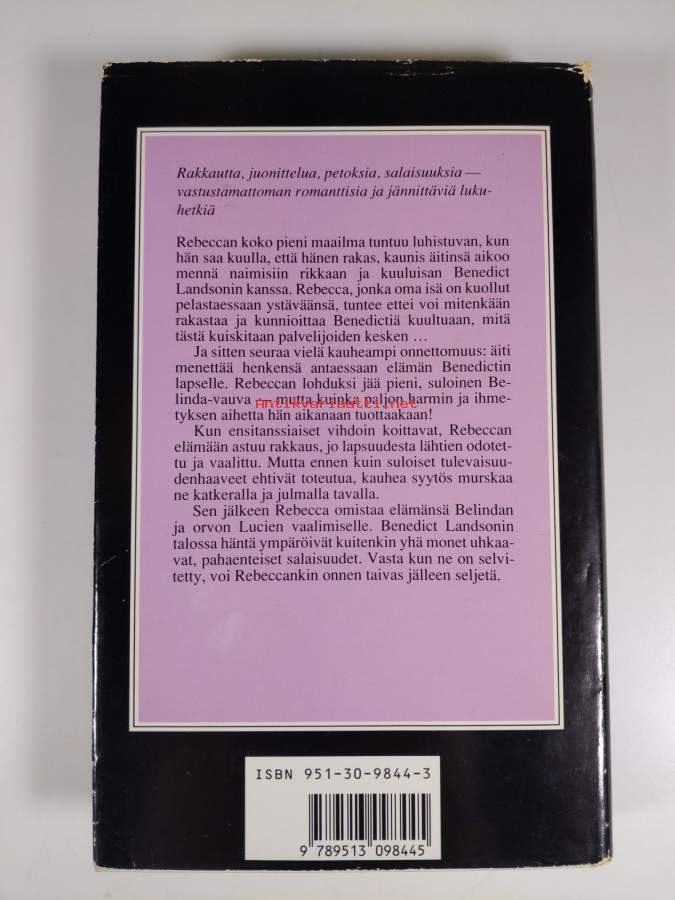 Rakkautta, juonittelua, petoksia, salaisuuksia —
vastustamattoman romanttisia ja jännittäviä luku-
hetkiä
Rebeccan koko pieni maailma tuntuu luhistuvan, kun
hän saa kuulla, että hänen rakas, kaunis äitinsä aikoo
mennä naimisiin rikkaan ja kuuluisan Benedict
Landsonin kanssa. Rebecca, jonka oma isä on kuollut
pelastaessaan ystäväänsä, tuntee ettei voi mitenkään
rakastaa ja kunnioittaa Benedictiä kuultuaan, mitä
tästä kuiskitaan palvelijoiden kesken ...
Ja sitten seuraa vielä kauheampi onnettomuus: äiti
menettää henkensä antaessaan elämän Benedictin
lapselle. Rebeccan lohduksi jää pieni, suloinen Be-
linda-vauva — mutta kuinka paljon harmin ja ihme-
Antikvariaatti.net
tyksen aihetta hän aikanaan tuottaakaan!
Kun ensitanssiaiset vihdoin koittavat, Rebeccan
elämään astuu rakkaus, jo lapsuudesta lähtien odotet-
tu ja vaalittu. Mutta ennen kuin suloiset tulevaisuu-
denhaaveet ehtivät toteutua, kauhea syytös murskaa
ne katkeralla ja julmalla tavalla.
Sen jälkeen Rebecca omistaa elämänsä Belindan
ja orvon Lucien vaalimiselle. Benedict Landsonin
talossa häntä ympäröivät kuitenkin yhä monet uhkaa-
vat, pahaenteiset salaisuudet. Vasta kun ne on selvi-
tetty, voi Rebeccankin onnen taivas jälleen seljetä.
ISBN 951-30-9844-3
9 789513 098445